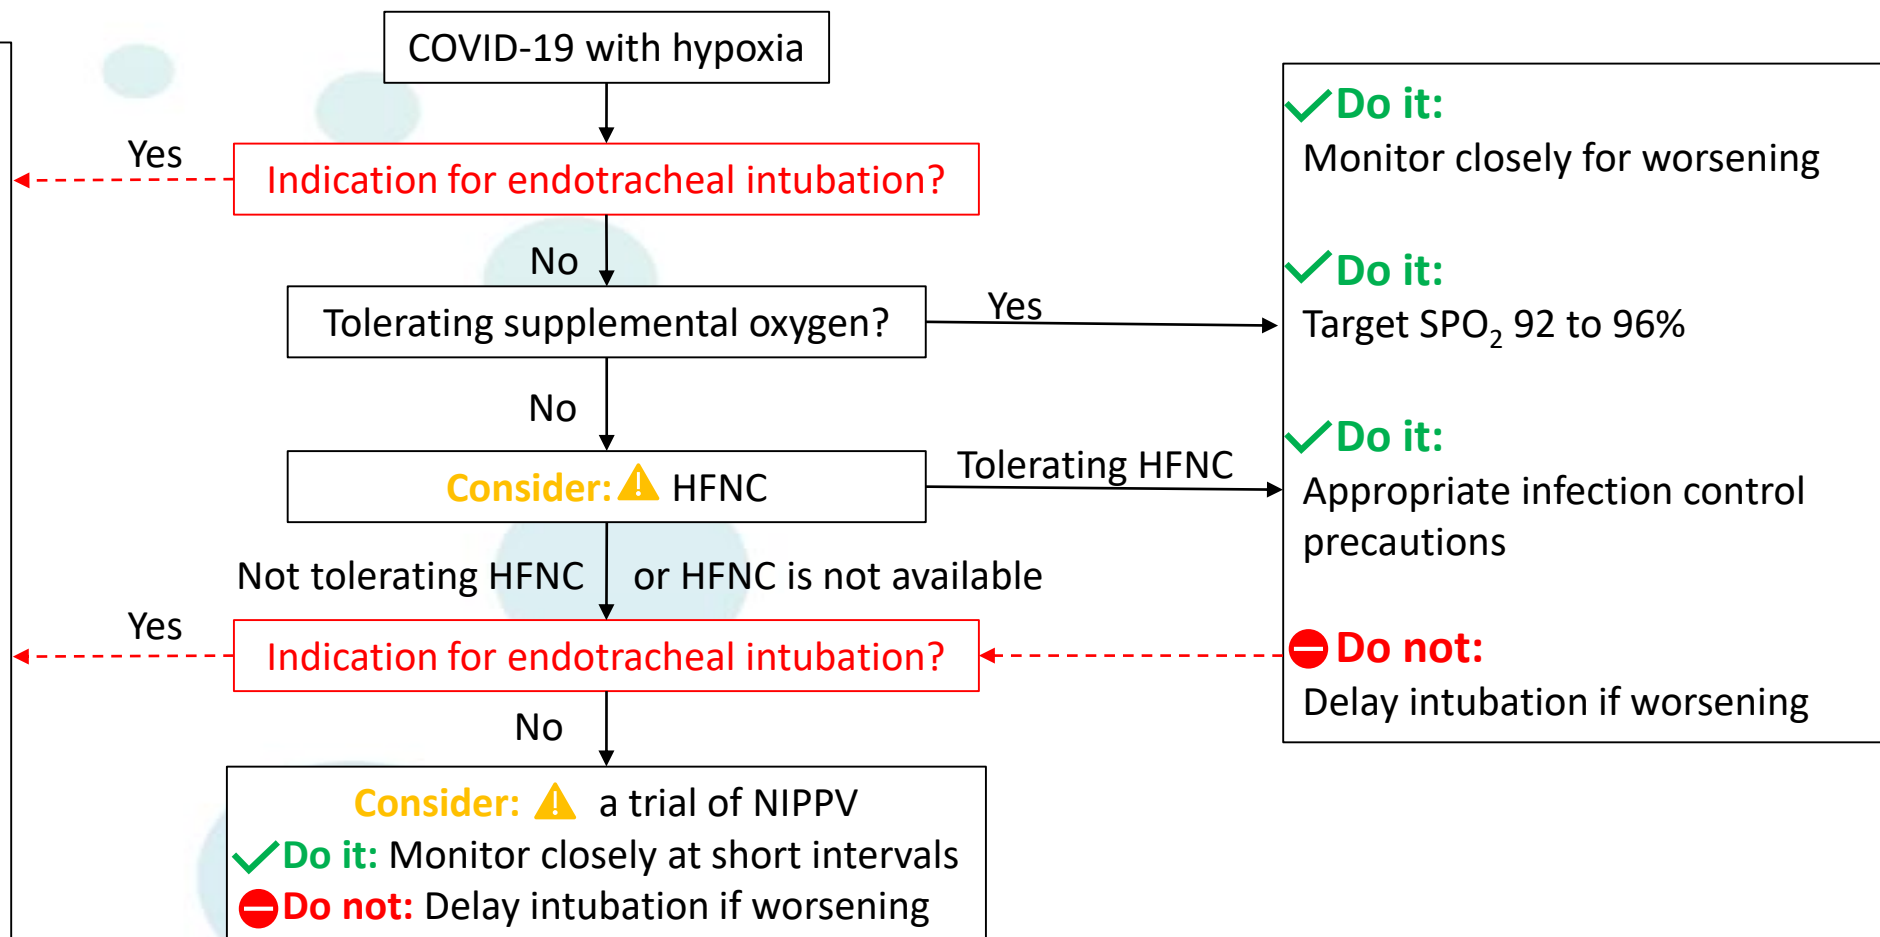 COVID-19 with hypoxia
Yes
Indication for endotracheal intubation?
No
Tolerating supplemental oxygen?
Yes
No
Consider: HFNC
Tolerating HFNC
Not tolerating HFNC or HFNC is not available
Yes
Indication for endotracheal intubation?
No
Consider: a trial of NIPPV
Do it: Monitor closely at short intervals
Do not: Delay intubation if worsening
Do it:
Monitor closely for worsening
Do it:
Target SPO₂ 92 to 96%
Do it:
Appropriate infection control
precautions
Do not:
Delay intubation if worsening